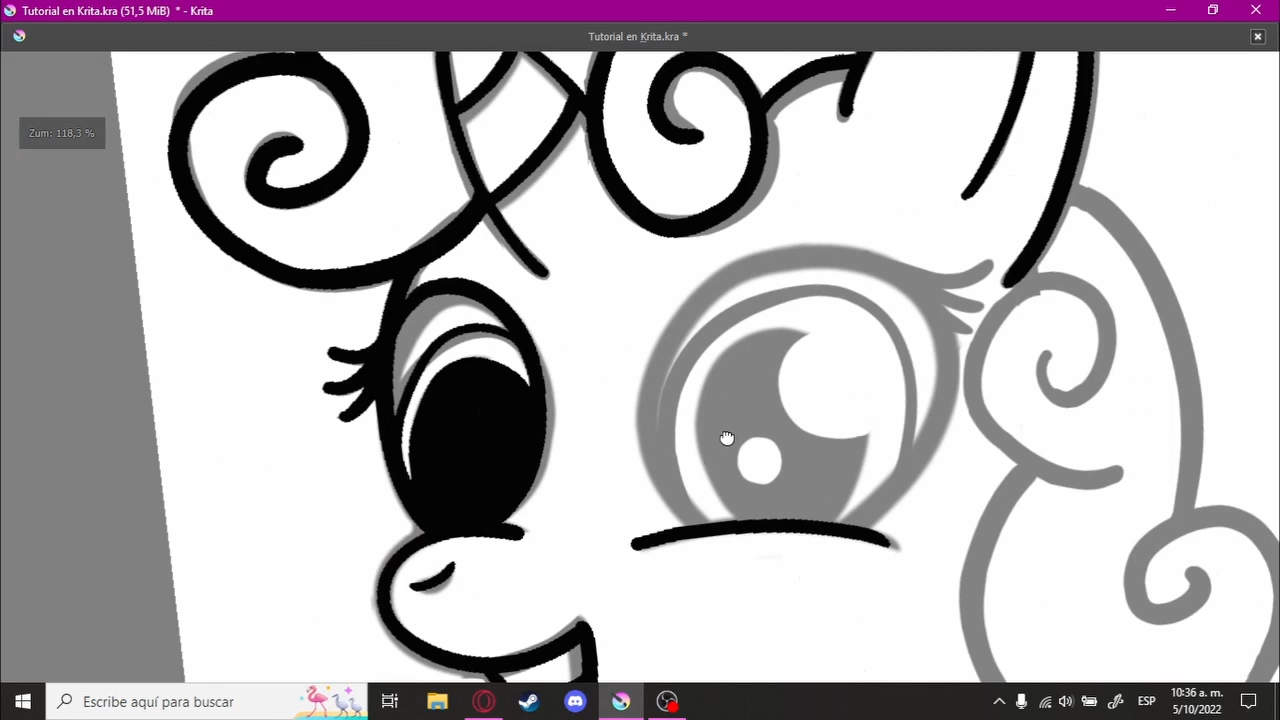 Tutorial en Krita.kra (51,5 MiB) * - Krita
Tutorial en Krita.kra *
Zum: 118,3 %
Escribe aquí para buscar
ESP
10:36 a. m.
5/10/2022